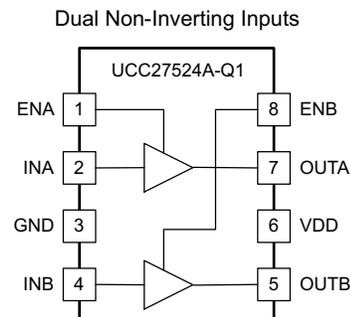 Dual Non-Inverting Inputs
UCC27524A-Q1
ENA 1 8 ENB
INA 2 7 OUTA
GND 3 6 VDD
INB 4 5 OUTB